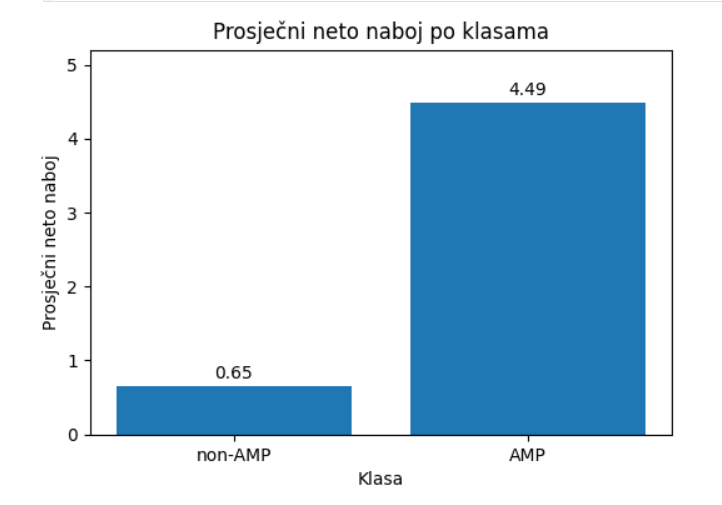 Prosječni neto naboj po klasama
Prosječni neto naboj
5
4
3
2
1
0
0.65
4.49
non-AMP
AMP
Klasa